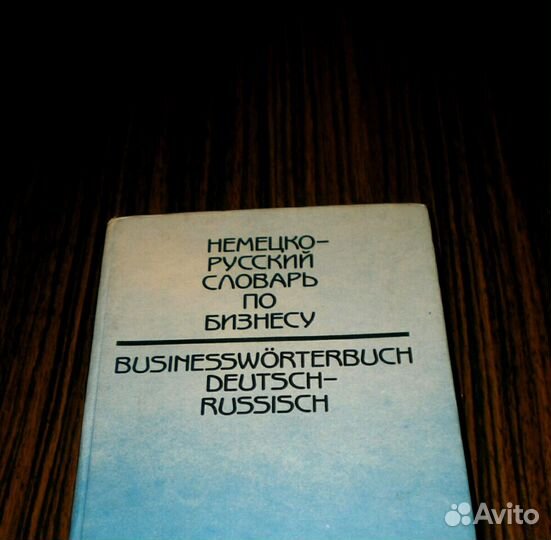 НЕМЕЦКО–
РУССКИЙ
СЛОВАРЬ
ПО
БИЗНЕСУ
BUSINESSWÖRTERBUCH
DEUTSCH–
RUSSISCH
Avito